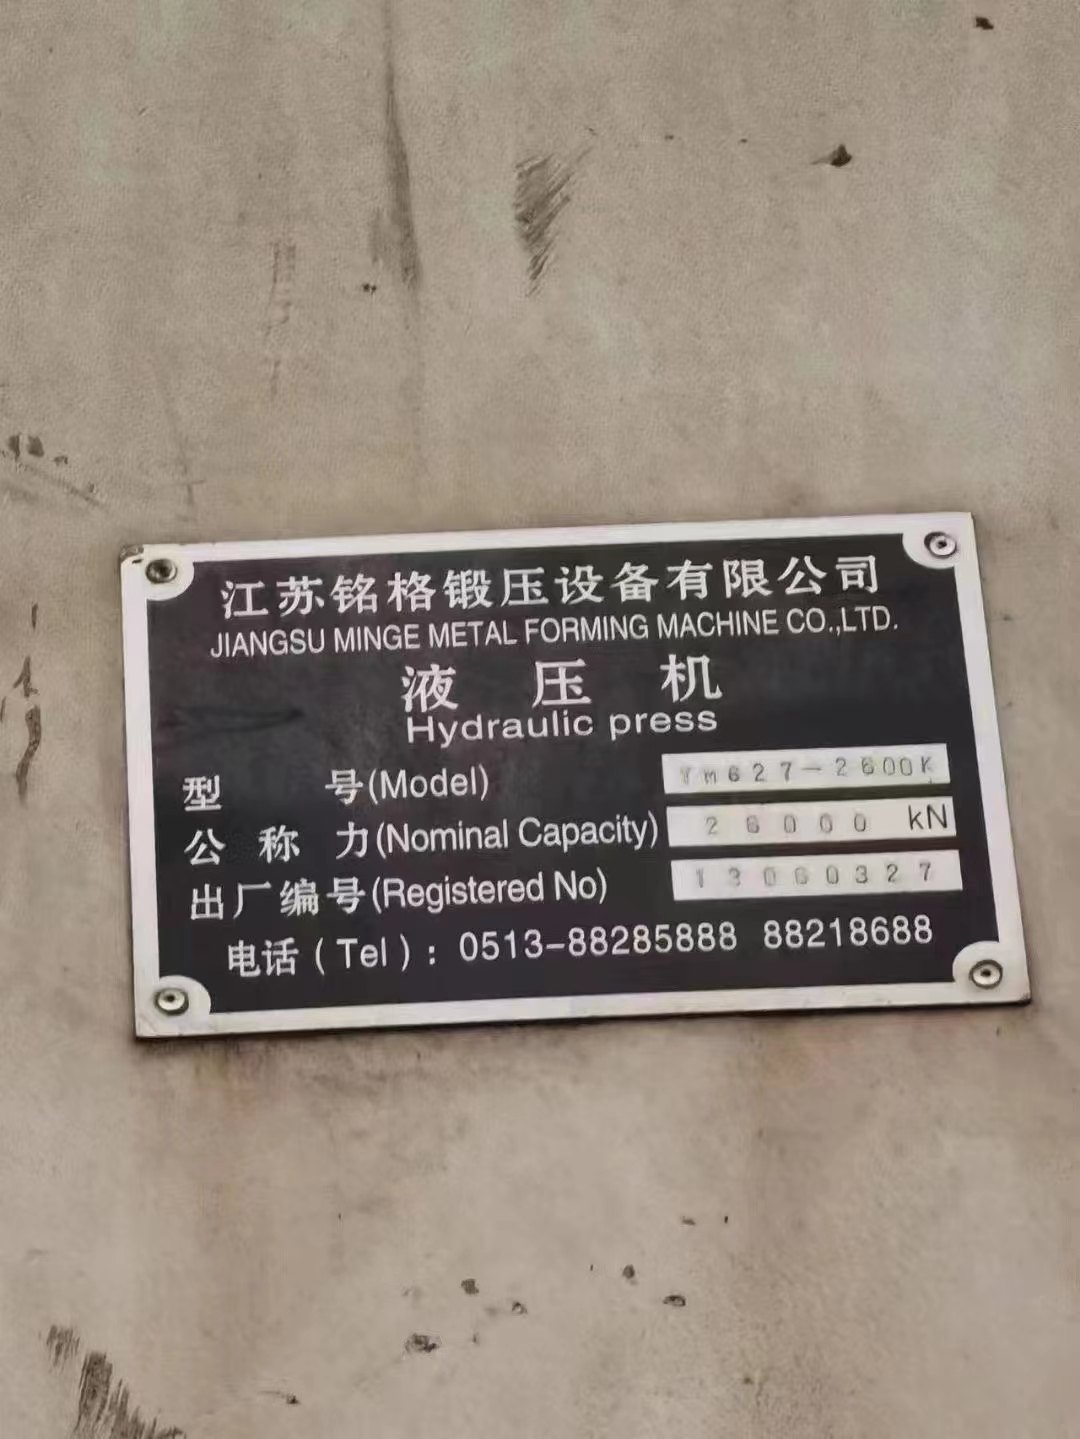 江苏铭格锻压设备有限公司
JIANGSU MINGE METAL FORMING MACHINE CO.,LTD.
液压机
Hydraulic press
型号(Model) YM627-2600K
公称力(Nominal Capacity) 26000 kN
出厂编号(Registered No) 13060327
电话(Tel): 0513-88285888 88218688